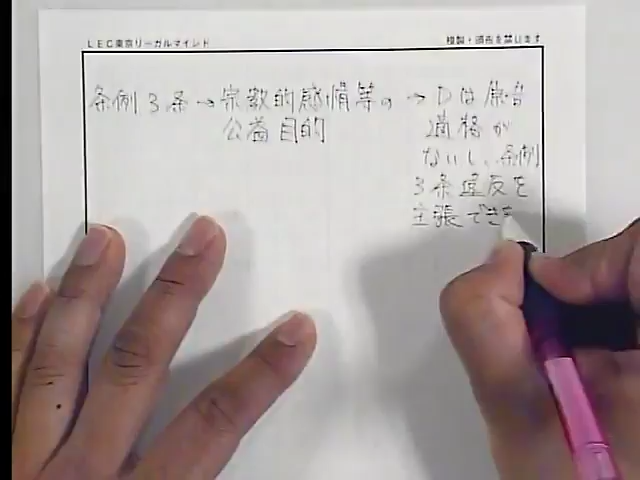 LEC東京リーガルマインド
複製・頒布を禁じます
条例3条→宗教的感情等の→Dは原告
公益目的
適格が
ないし、条例
3条違反を
主張でき